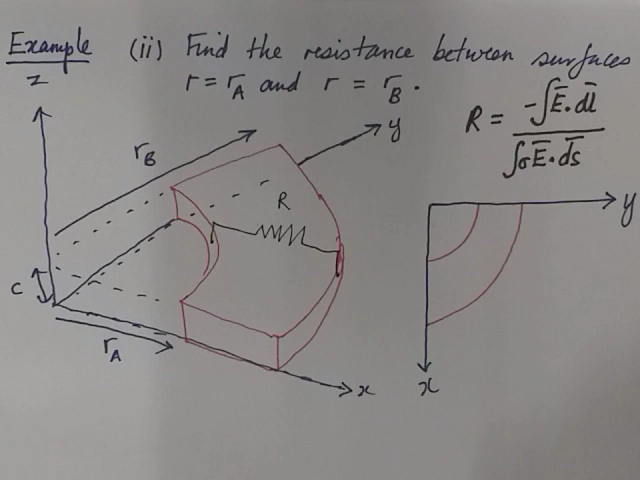 Example (ii) Find the resistance between surfaces
r = r_A and r = r_B.
z
R = -∫E̅.dl̅ / ∫σE̅.ds̅
y
r_B
R
y
C
r_A
x
x